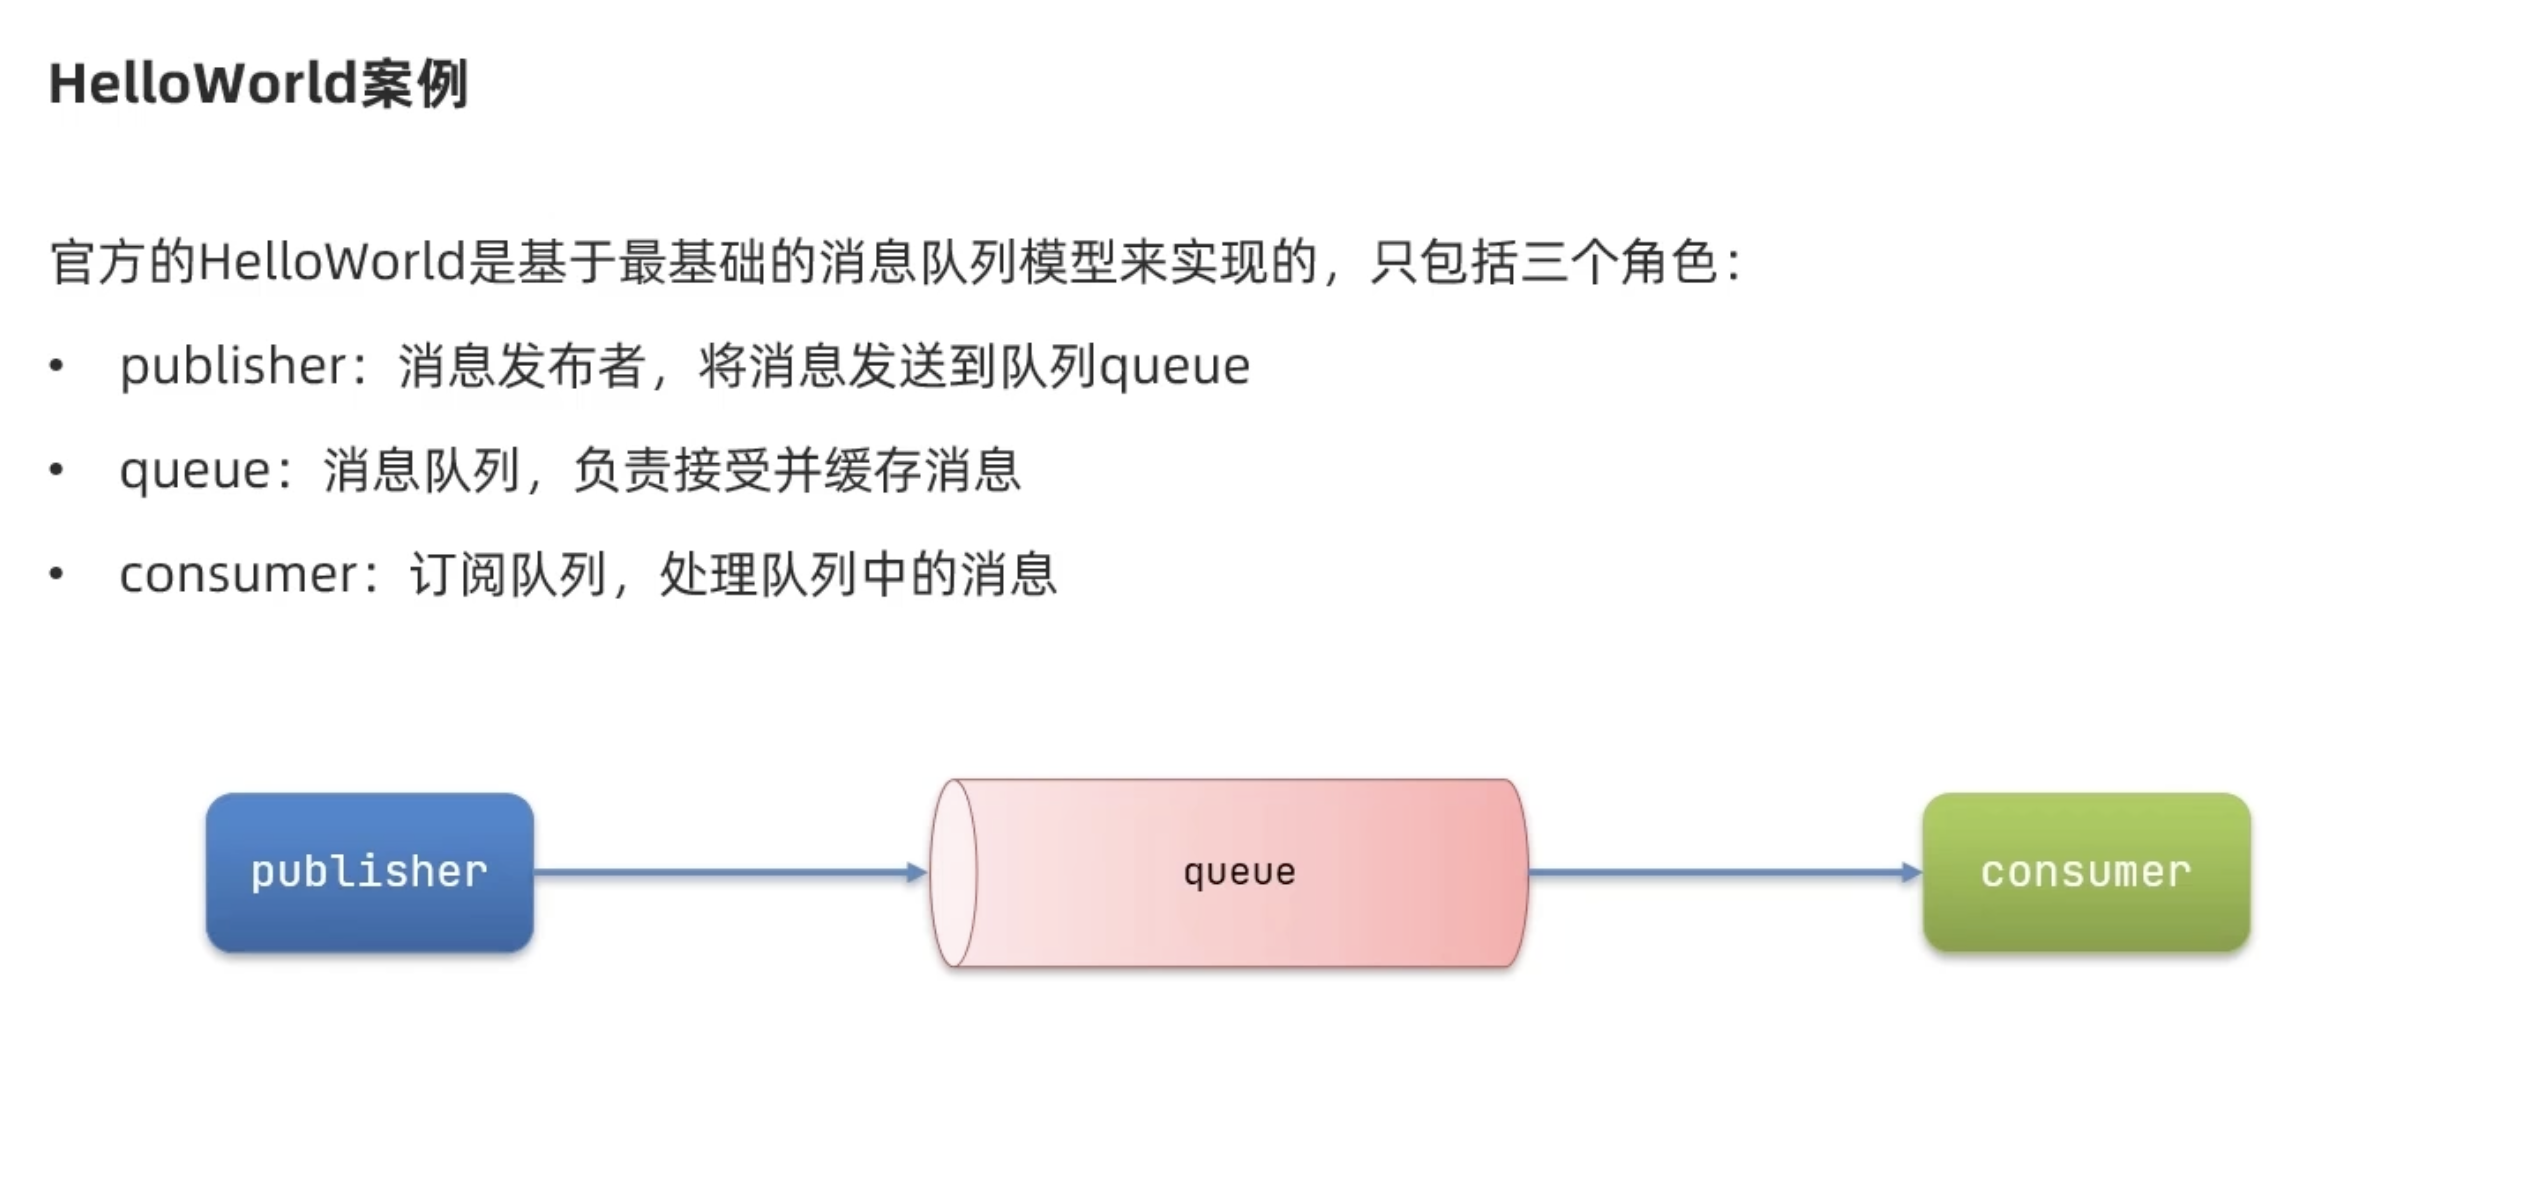 HelloWorld案例
官方的HelloWorld是基于最基础的消息队列模型来实现的，只包括三个角色：
• publisher：消息发布者，将消息发送到队列queue
• queue：消息队列，负责接受并缓存消息
• consumer：订阅队列，处理队列中的消息
publisher
queue
consumer